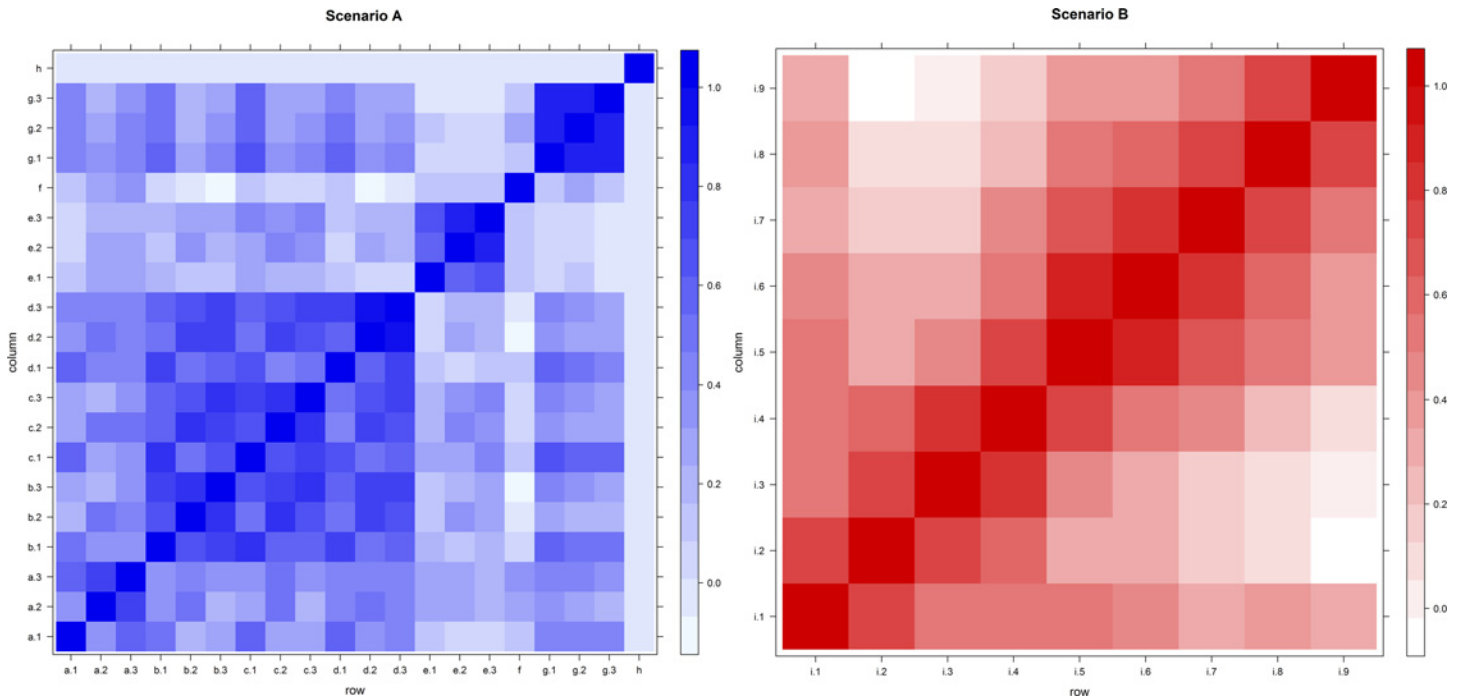 Scenario A
h
g.3
g.2
g.1
f
e.3
e.2
e.1
d.3
d.2
d.1
c.3
c.2
c.1
b.3
b.2
b.1
a.3
a.2
a.1
column
a.1 a.2 a.3 b.1 b.2 b.3 c.1 c.2 c.3 d.1 d.2 d.3 e.1 e.2 e.3 f g.1 g.2 g.3 h
row
1.0
0.8
0.6
0.4
0.2
0.0
Scenario B
i.9
i.8
i.7
i.6
i.5
i.4
i.3
i.2
i.1
column
i.1 i.2 i.3 i.4 i.5 i.6 i.7 i.8 i.9
row
1.0
0.8
0.6
0.4
0.2
0.0